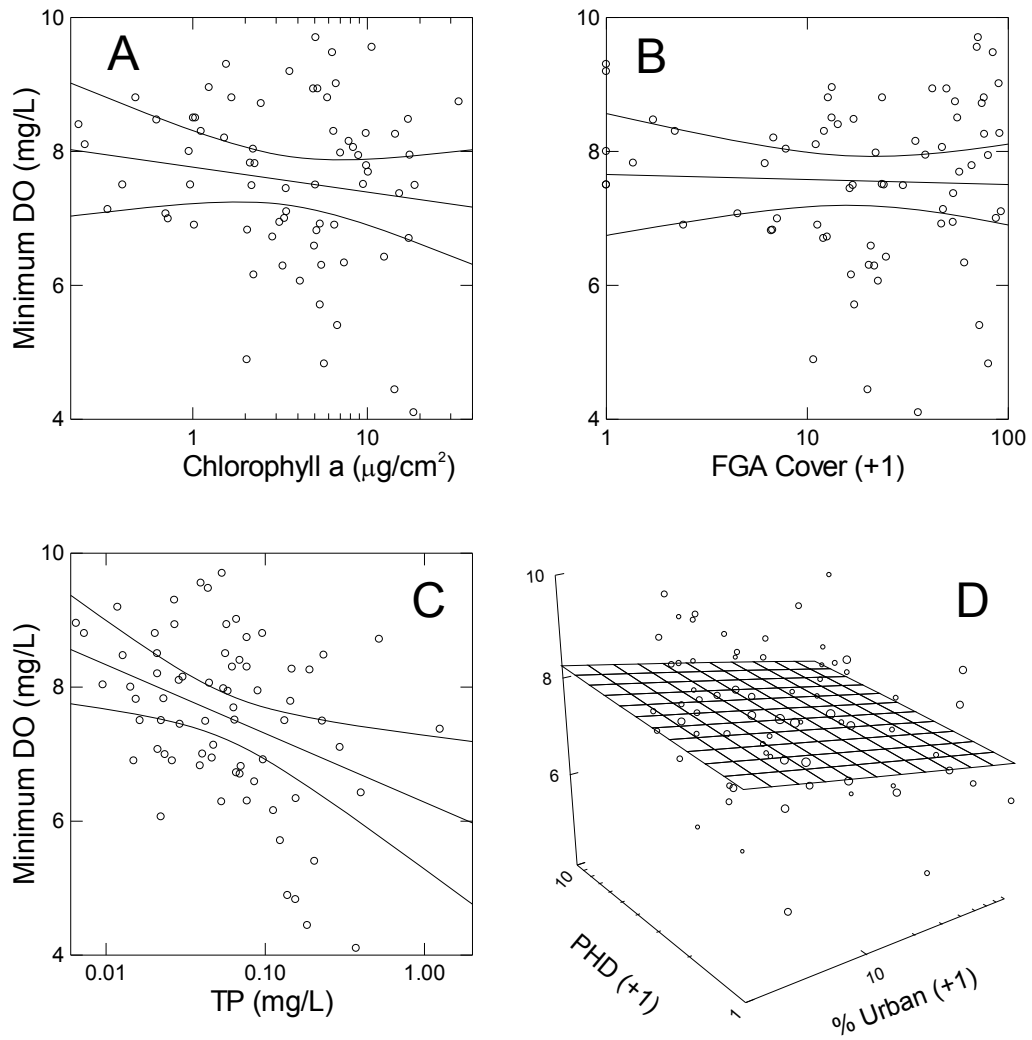 A
10
8
6
4
Minimum DO (mg/L)
1
10
Chlorophyll a (μg/cm²)
B
10
8
6
4
1
10
100
FGA Cover (+1)
C
10
8
6
4
Minimum DO (mg/L)
0.01
0.10
1.00
TP (mg/L)
D
10
8
6
10
1
PHD (+1)
10
% Urban (+1)